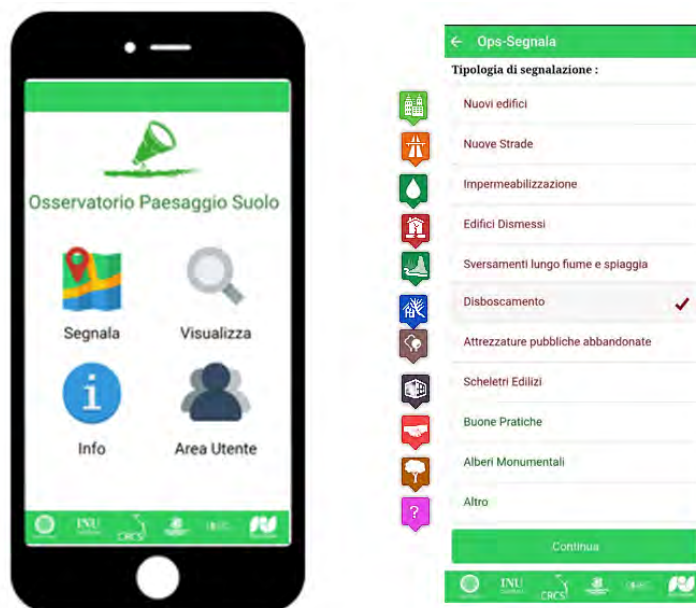 Osservatorio Paesaggio Suolo
Segnala
Visualizza
Info
Area Utente
INU
CRCS
Ops-Segnala
Tipologia di segnalazione :
Nuovi edifici
Nuove Strade
Impermeabilizzazione
Edifici Dismessi
Sversamenti lungo fiume e spiaggia
Disboscamento
Attrezzature pubbliche abbandonate
Scheletri Edilizi
Buone Pratiche
Alberi Monumentali
?
Altro
Continua
INU
CRCS